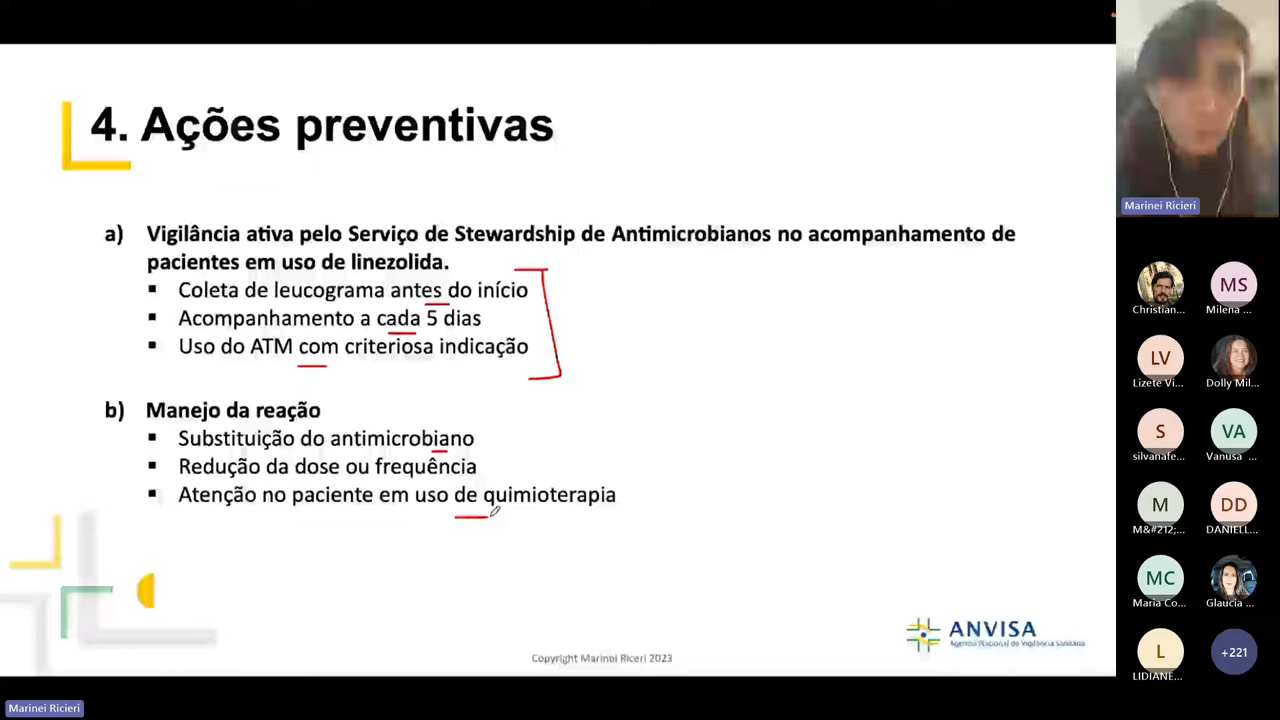 4. Ações preventivas
a) Vigilância ativa pelo Serviço de Stewardship de Antimicrobianos no acompanhamento de
pacientes em uso de linezolida.
▪ Coleta de leucograma antes do início
▪ Acompanhamento a cada 5 dias
▪ Uso do ATM com criteriosa indicação
b) Manejo da reação
▪ Substituição do antimicrobiano
▪ Redução da dose ou frequência
▪ Atenção no paciente em uso de quimioterapia
ANVISA
Agência Nacional de Vigilância Sanitária
Copyright Marinei Riceri 2023
Marinei Ricieri
Marinei Ricieri
Christian...
MS
Milena ...
LV
Lizete Vi...
Dolly Mil...
S
silvanafe...
VA
Vanusa ...
M
M&#212;...
DD
DANIELL...
MC
Maria Co...
Glaucia ...
L
LIDIANE...
+221